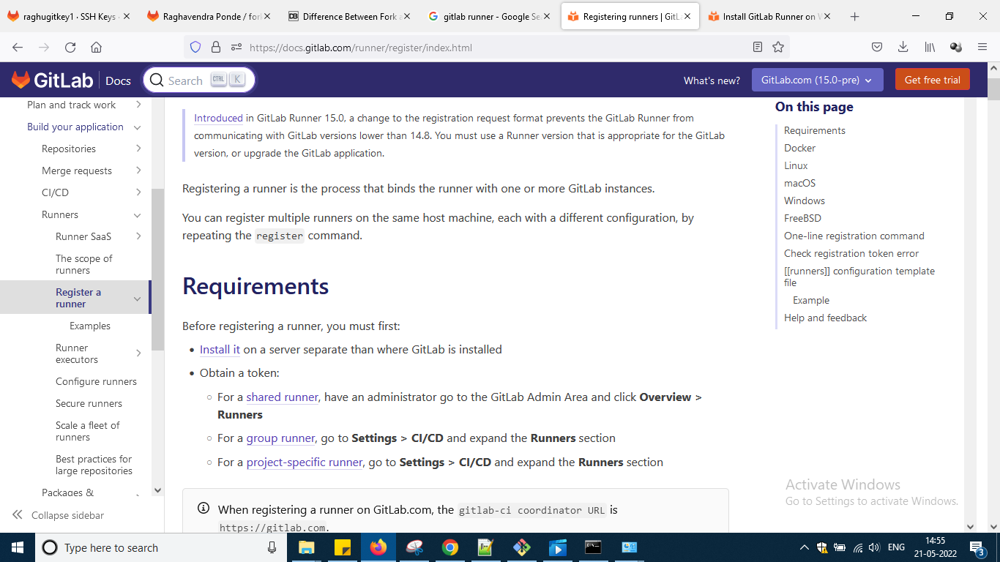 raghugitkey1 · SSH Keys ·
Raghavendra Ponde / for
Difference Between Fork a
gitlab runner - Google Se
Registering runners | GitLa
Install GitLab Runner on W
https://docs.gitlab.com/runner/register/index.html
GitLab Docs
Search CTRL K
What's new?
GitLab.com (15.0-pre)
Get free trial
Plan and track work
Build your application
Repositories
Merge requests
CI/CD
Runners
Runner SaaS
The scope of
runners
Register a
runner
Examples
Runner
executors
Configure runners
Secure runners
Scale a fleet of
runners
Best practices for
large repositories
Packages &
Collapse sidebar
Introduced in GitLab Runner 15.0, a change to the registration request format prevents the GitLab Runner from
communicating with GitLab versions lower than 14.8. You must use a Runner version that is appropriate for the GitLab
version, or upgrade the GitLab application.
Registering a runner is the process that binds the runner with one or more GitLab instances.
You can register multiple runners on the same host machine, each with a different configuration, by
repeating the register command.
Requirements
Before registering a runner, you must first:
• Install it on a server separate than where GitLab is installed
• Obtain a token:
○ For a shared runner, have an administrator go to the GitLab Admin Area and click Overview >
Runners
○ For a group runner, go to Settings > CI/CD and expand the Runners section
○ For a project-specific runner, go to Settings > CI/CD and expand the Runners section
When registering a runner on GitLab.com, the gitlab-ci coordinator URL is
https://gitlab.com.
On this page
Requirements
Docker
Linux
macOS
Windows
FreeBSD
One-line registration command
Check registration token error
[[runners]] configuration template
file
Example
Help and feedback
Activate Windows
Go to Settings to activate Windows.
Type here to search
ENG
14:55
21-05-2022
3